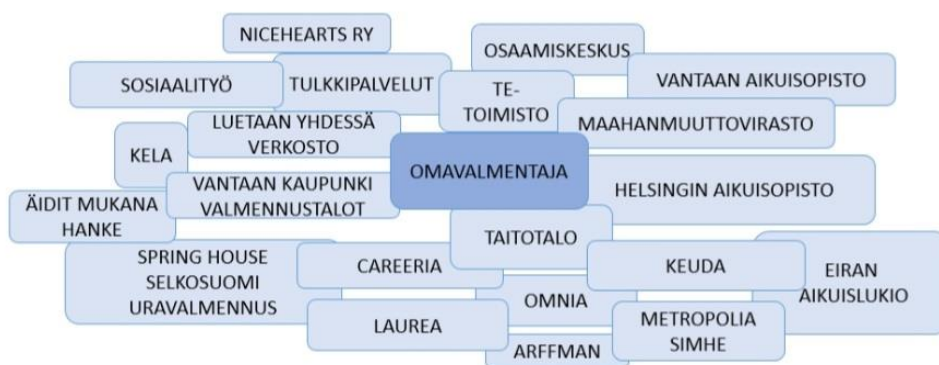 NICEHEARTS RY
OSAAMISKESKUS
SOSIAALITYÖ
TULKKIPALVELUT
TE-
TOIMISTO
VANTAAN AIKUISOPISTO
LUETAAN YHDESSÄ
VERKOSTO
MAAHANMUUTTOVIRASTO
KELA
OMAVALMENTAJA
VANTAAN KAUPUNKI
VALMENNUSTALOT
HELSINGIN AIKUISOPISTO
ÄIDIT MUKANA
HANKE
TAITOTALO
SPRING HOUSE
SELKOSUOMI
URAVALMENNUS
CAREERIA
KEUDA
EIRAN
AIKUISLUKIO
OMNIA
LAUREA
METROPOLIA
SIMHE
ARFFMAN